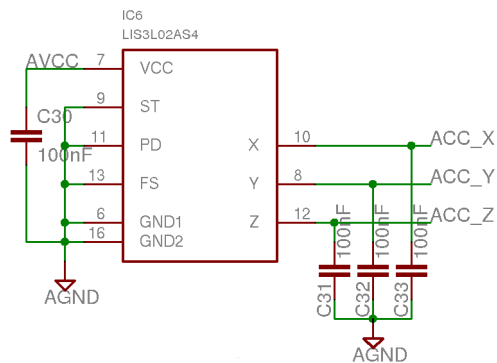 IC6
LIS3L02AS4
AVCC
7
VCC
9
ST
C30
100nF
11
PD
X
10
ACC_X
13
FS
Y
8
ACC_Y
6
GND1
Z
12
ACC_Z
16
GND2
100nF
100nF
100nF
C31
C32
C33
AGND
AGND